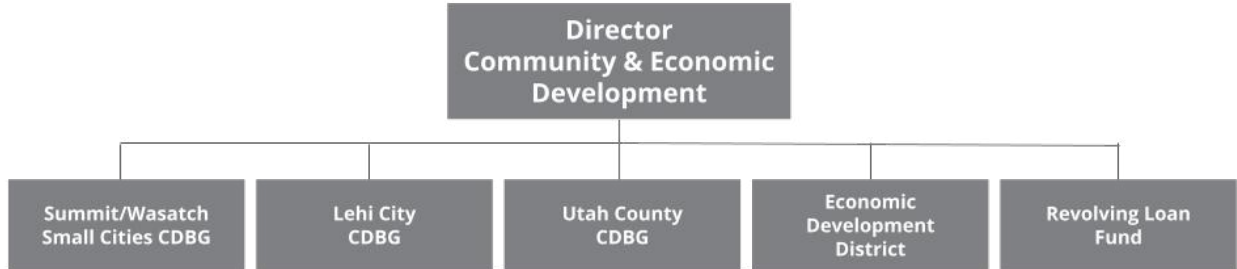 Director
Community & Economic
Development
Summit/Wasatch
Small Cities CDBG
Lehi City
CDBG
Utah County
CDBG
Economic
Development
District
Revolving Loan
Fund